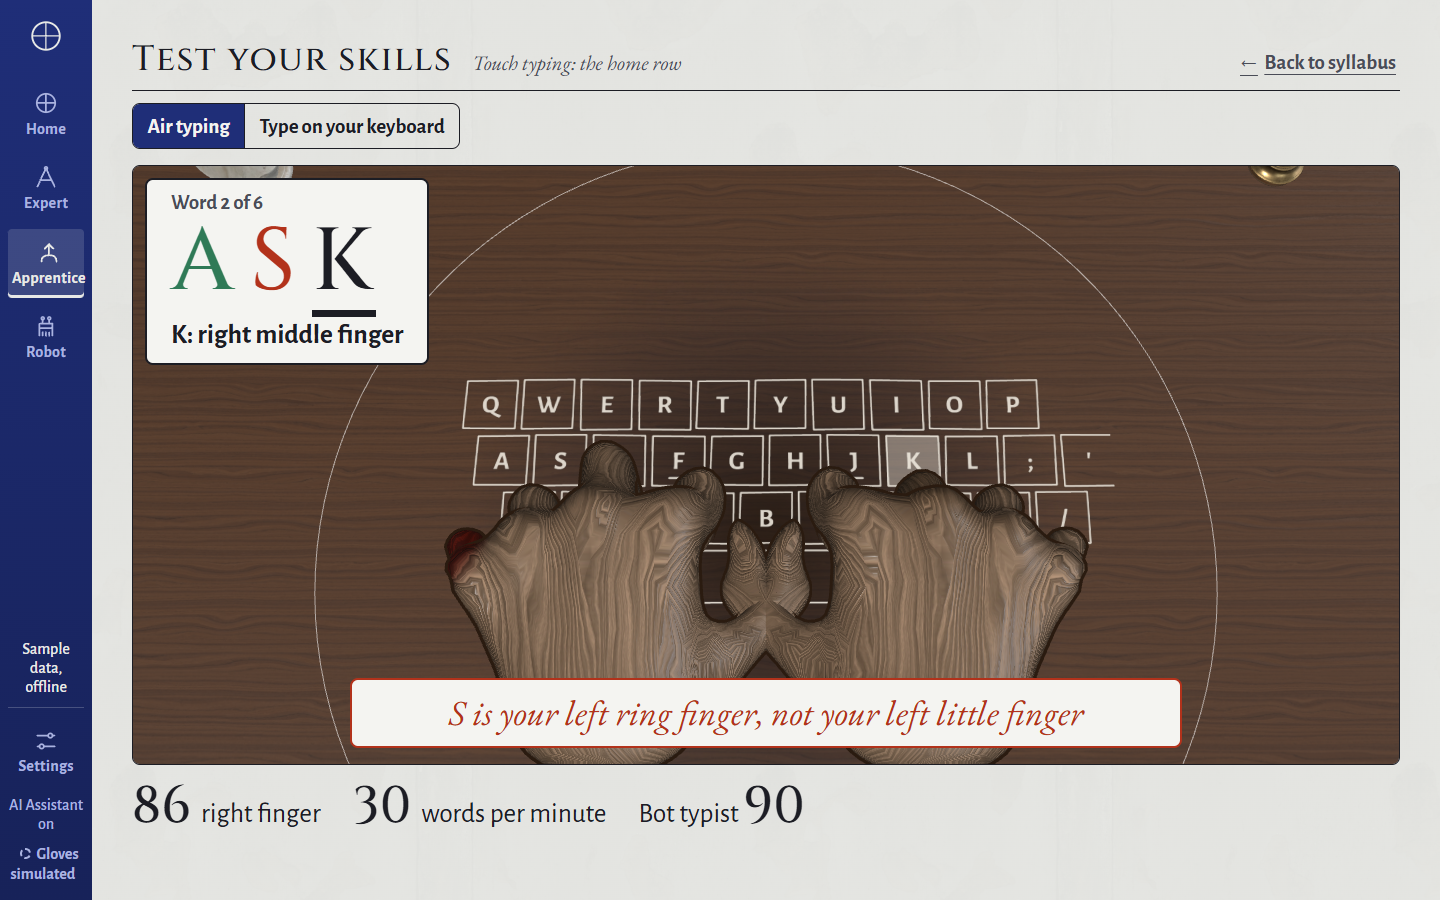 Test your skills
Touch typing: the home row
← Back to syllabus
Air typing
Type on your keyboard
Home
Expert
Apprentice
Robot
Sample data, offline
Settings
AI Assistant on
Gloves simulated
Word 2 of 6
A S K
K: right middle finger
Q W E R T Y U I O P
A S F G H J K L ; '
B /
S is your left ring finger, not your left little finger
86 right finger
30 words per minute
Bot typist 90